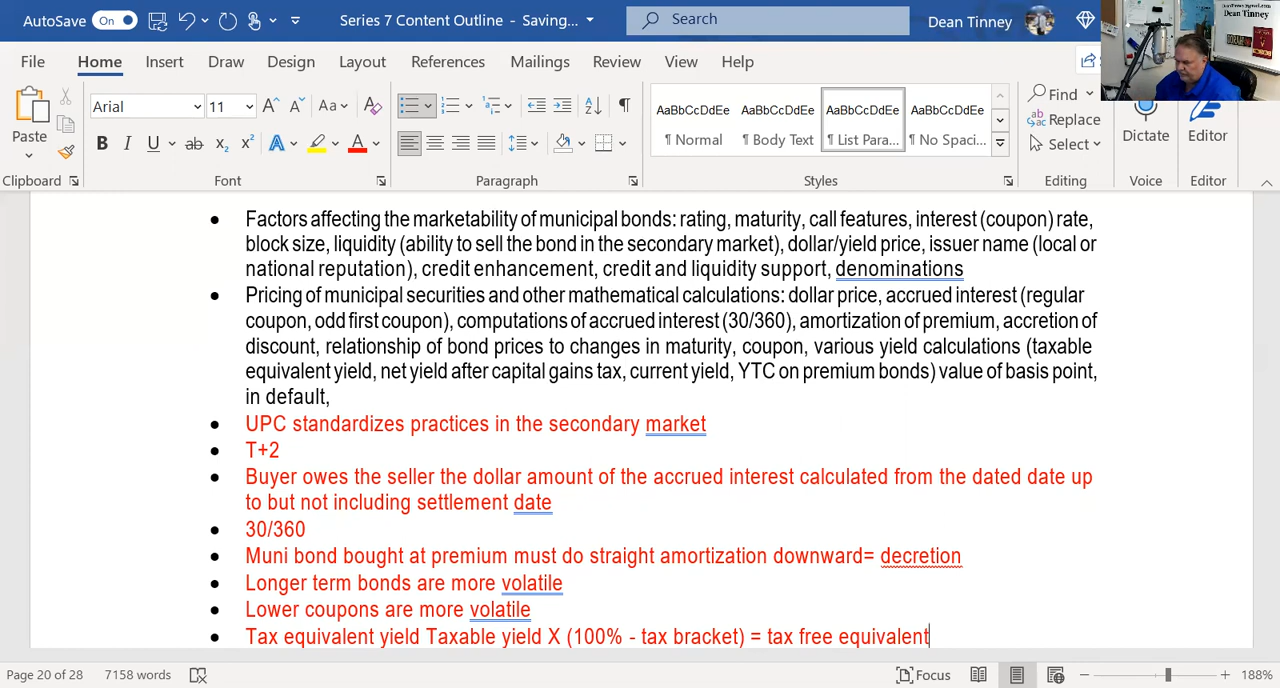 AutoSave On Series 7 Content Outline - Saving... Search Dean Tinney
Dean Tinney
File Home Insert Draw Design Layout References Mailings Review View Help
Paste
Arial 11
Aa
AaBbCcDdEe AaBbCcDdEe AaBbCcDdEe AaBbCcDdEe
¶ Normal ¶ Body Text ¶ List Para... ¶ No Spaci...
Find
Replace
Select
Dictate
Editor
Clipboard Font Paragraph Styles Editing Voice Editor
• Factors affecting the marketability of municipal bonds: rating, maturity, call features, interest (coupon) rate,
block size, liquidity (ability to sell the bond in the secondary market), dollar/yield price, issuer name (local or
national reputation), credit enhancement, credit and liquidity support, denominations
• Pricing of municipal securities and other mathematical calculations: dollar price, accrued interest (regular
coupon, odd first coupon), computations of accrued interest (30/360), amortization of premium, accretion of
discount, relationship of bond prices to changes in maturity, coupon, various yield calculations (taxable
equivalent yield, net yield after capital gains tax, current yield, YTC on premium bonds) value of basis point,
in default,
• UPC standardizes practices in the secondary market
• T+2
• Buyer owes the seller the dollar amount of the accrued interest calculated from the dated date up
to but not including settlement date
• 30/360
• Muni bond bought at premium must do straight amortization downward= decretion
• Longer term bonds are more volatile
• Lower coupons are more volatile
• Tax equivalent yield Taxable yield X (100% - tax bracket) = tax free equivalent
Page 20 of 28 7158 words Focus 188%